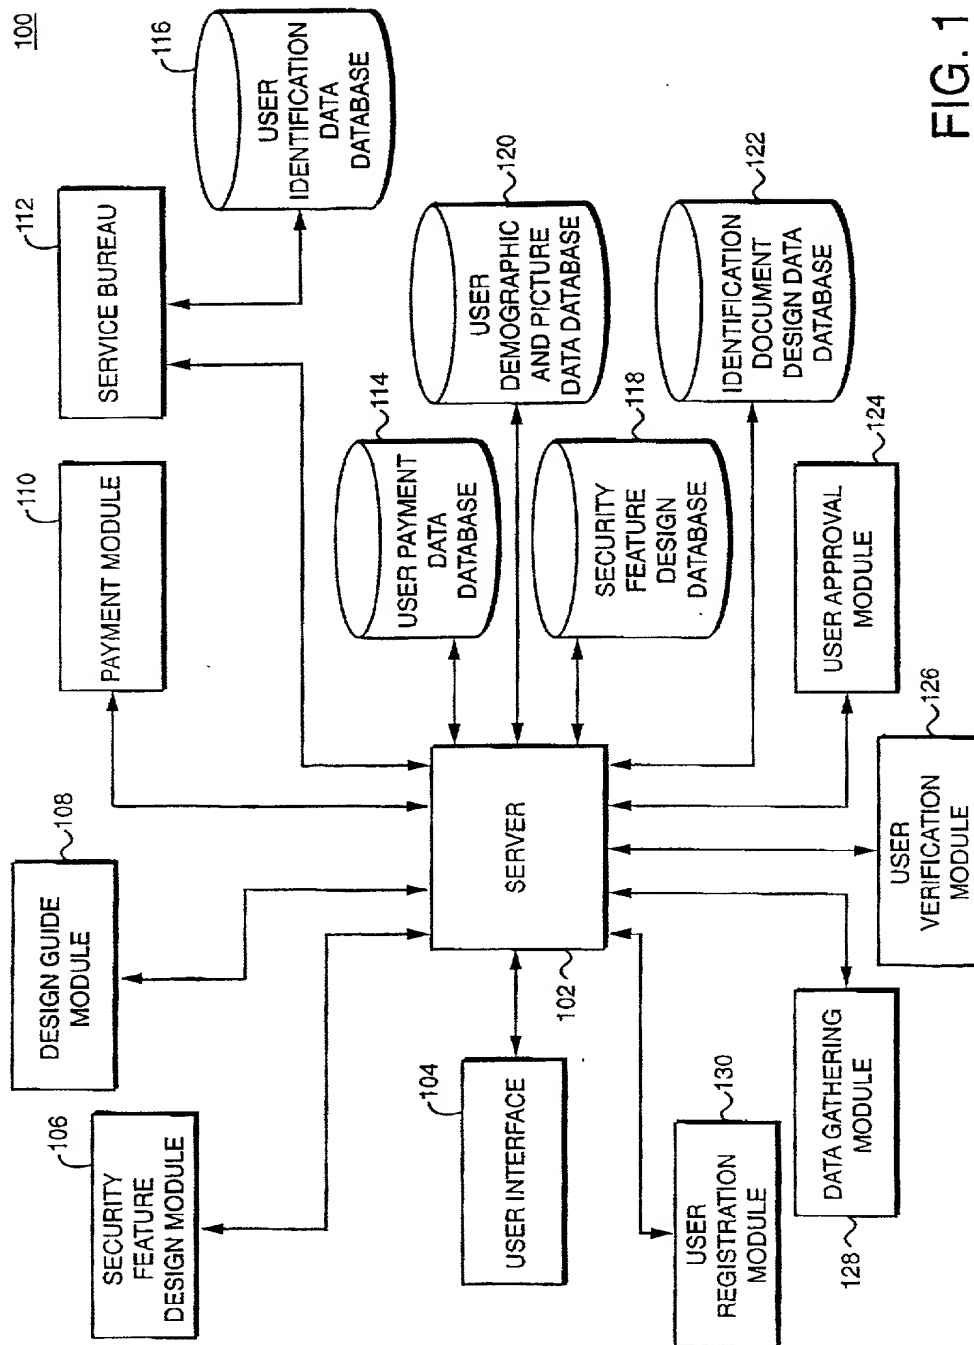 100
106
SECURITY
FEATURE
DESIGN MODULE
108
DESIGN GUIDE
MODULE
110
PAYMENT MODULE
112
SERVICE BUREAU
116
USER
IDENTIFICATION
DATA
DATABASE
104
USER INTERFACE
102
SERVER
114
USER PAYMENT
DATA
DATABASE
120
USER
DEMOGRAPHIC
AND PICTURE
DATA DATABASE
118
SECURITY
FEATURE
DESIGN
DATABASE
122
IDENTIFICATION
DOCUMENT
DESIGN DATA
DATABASE
130
USER
REGISTRATION
MODULE
128
DATA GATHERING
MODULE
126
USER
VERIFICATION
MODULE
124
USER APPROVAL
MODULE
FIG. 1